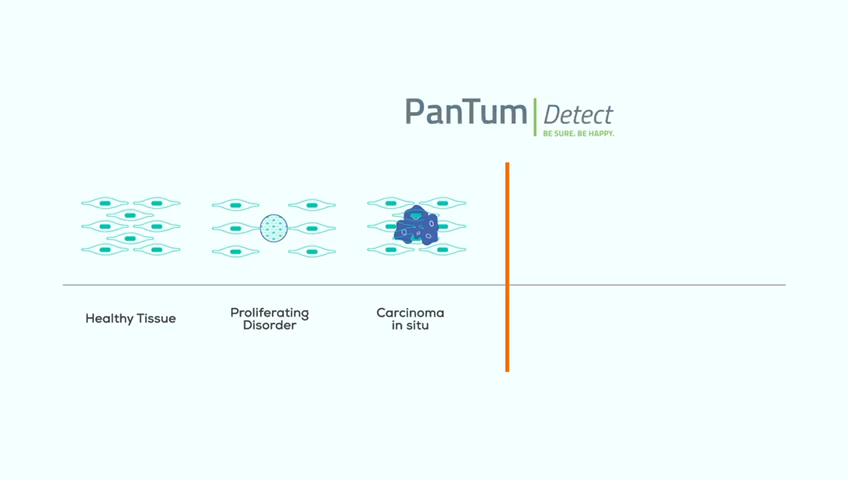 PanTum Detect
BE SURE. BE HAPPY.
Healthy Tissue
Proliferating
Disorder
Carcinoma
in situ